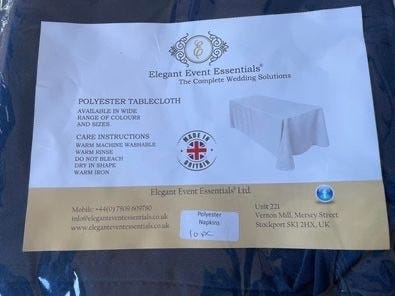 E
Elegant Event Essentials®
The Complete Wedding Solutions
POLYESTER TABLECLOTH
AVAILABLE IN WIDE
RANGE OF COLOURS
AND SIZES
CARE INSTRUCTIONS
WARM MACHINE WASHABLE
WARM RINSE
DO NOT BLEACH
DRY IN SHAPE
WARM IRON
MADE IN
BRITAIN
Elegant Event Essentials® Ltd.
Mobile: +44(0) 7809 609780
info@eleganteventessentials.co.uk
www.eleganteventessentials.co.uk
Unit 221
Vernon Mill, Mersey Street
Stockport SK1 2HX, UK
Polyester
Napkins
10 PC